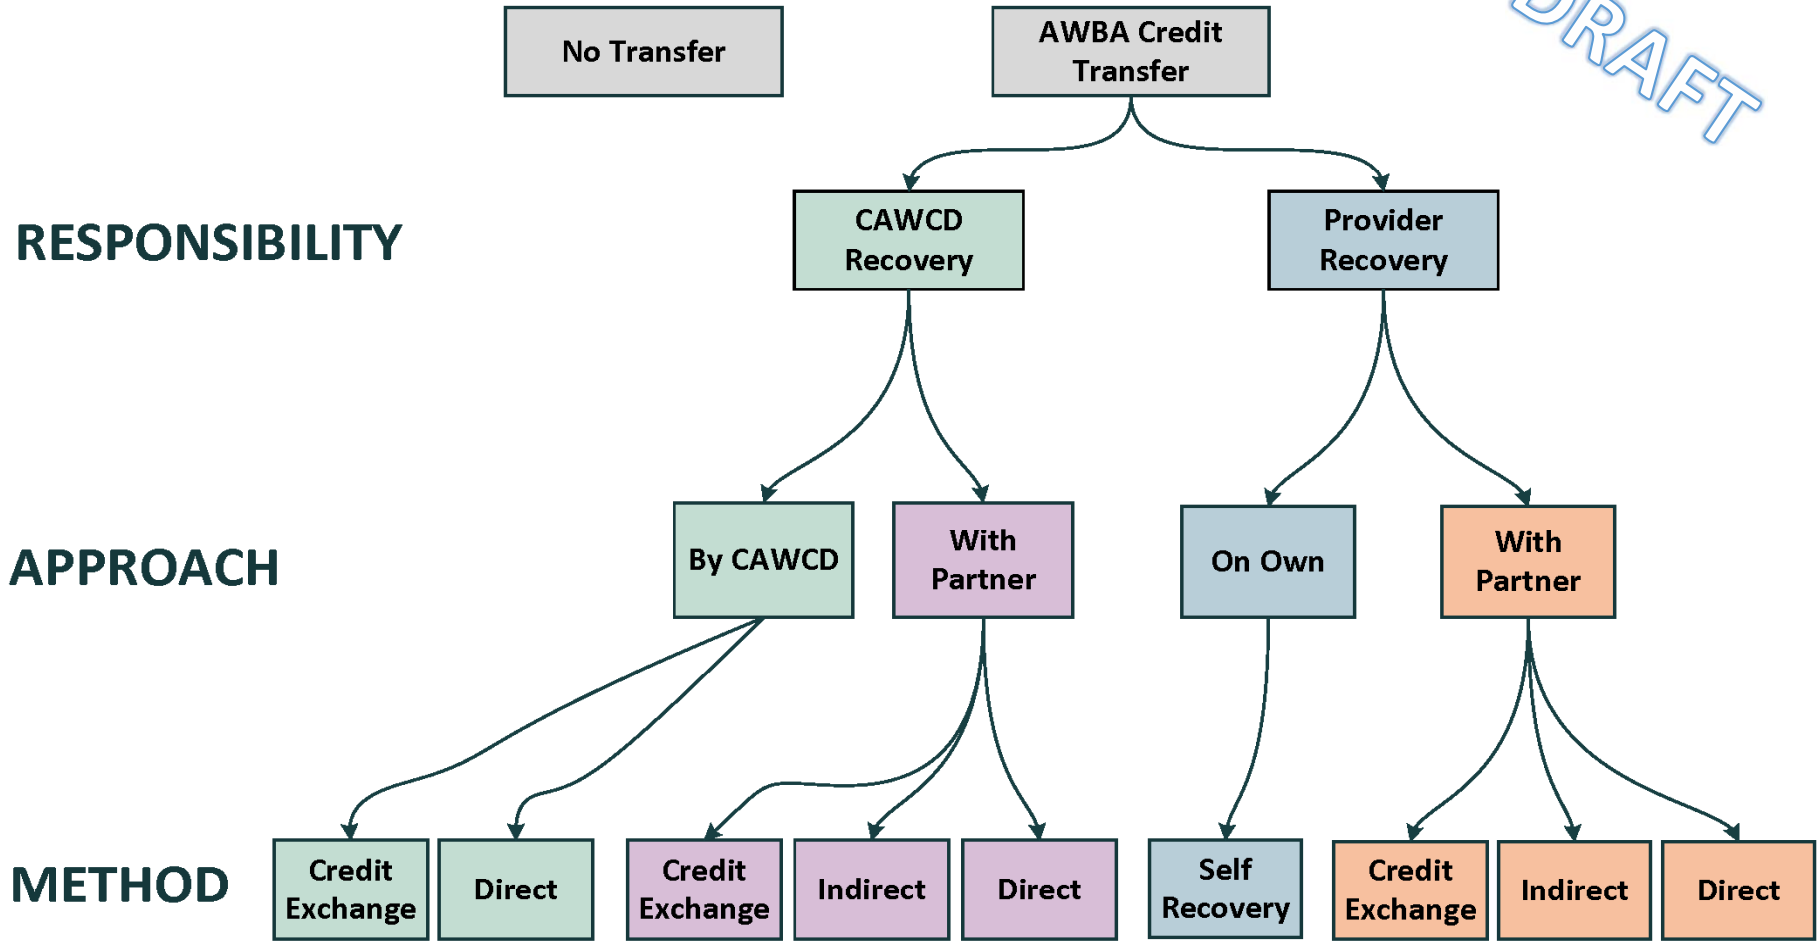 No Transfer
AWBA Credit
Transfer
DRAFT
RESPONSIBILITY
CAWCD
Recovery
Provider
Recovery
APPROACH
By CAWCD
With
Partner
On Own
With
Partner
METHOD
Credit
Exchange
Direct
Credit
Exchange
Indirect
Direct
Self
Recovery
Credit
Exchange
Indirect
Direct